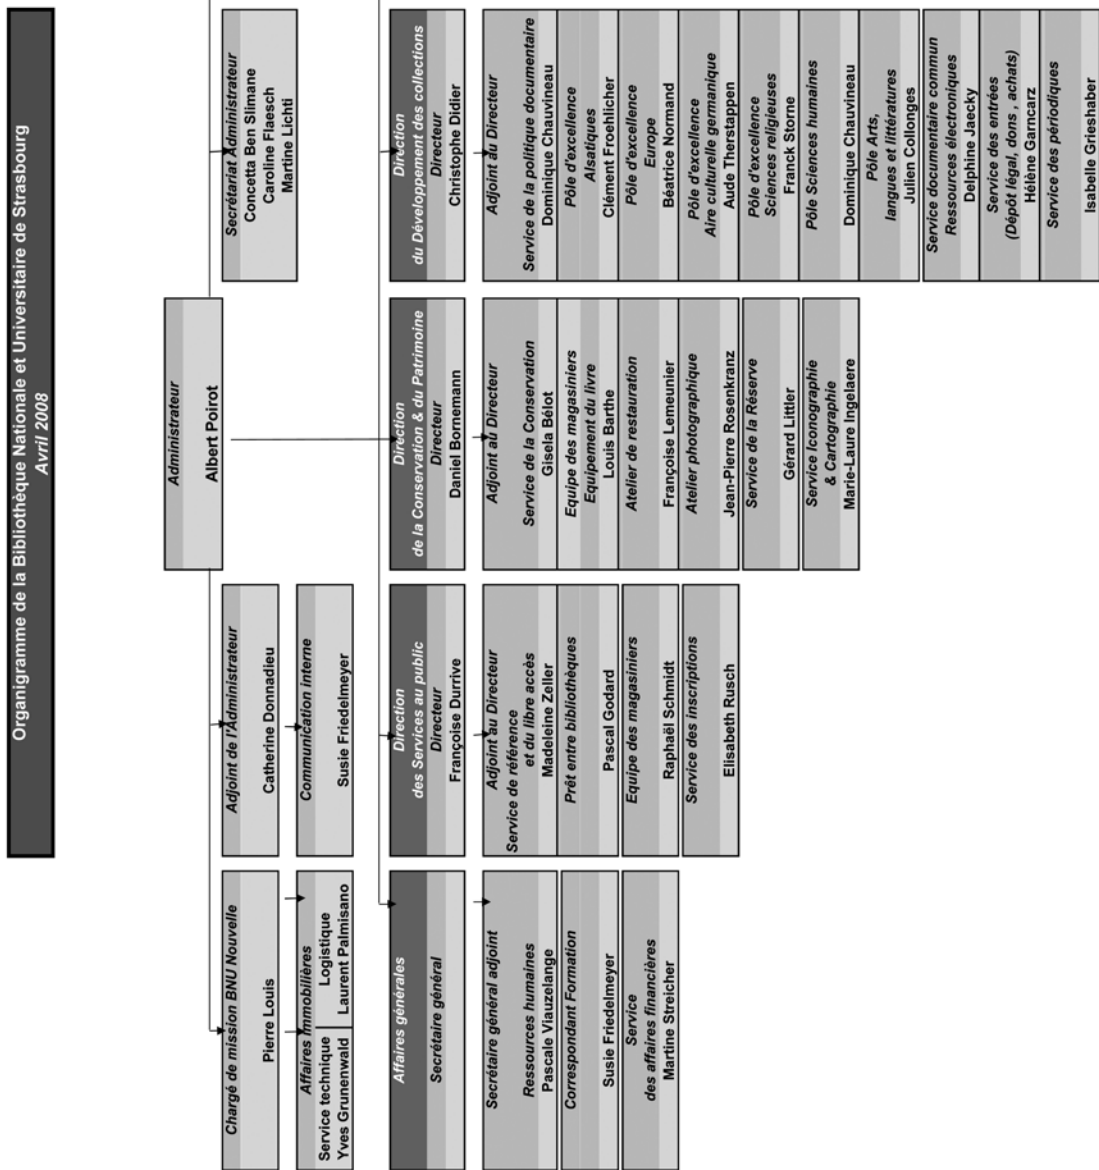 Organigramme de la Bibliothèque Nationale et Universitaire de Strasbourg
Avril 2008
Administrateur
Albert Poirot
Chargé de mission BNU Nouvelle
Pierre Louis
Adjoint de l'Administrateur
Catherine Donnadieu
Secrétariat Administrateur
Concetta Ben Slimane
Caroline Flaesch
Martine Lichti
Affaires immobilières
Service technique
Yves Grunenwald
Logistique
Laurent Palmisano
Communication interne
Susie Friedelmeyer
Affaires générales
Secrétaire général
Secrétaire général adjoint
Ressources humaines
Pascale Viauzelange
Correspondant Formation
Susie Friedelmeyer
Service
des affaires financières
Martine Streicher
Direction
des Services au public
Directeur
Françoise Durrive
Adjoint au Directeur
Service de référence
et du libre accès
Madeleine Zeller
Prêt entre bibliothèques
Pascal Godard
Equipe des magasiniers
Raphaël Schmidt
Service des inscriptions
Elisabeth Rusch
Direction
de la Conservation & du Patrimoine
Directeur
Daniel Bornemann
Adjoint au Directeur
Service de la Conservation
Gisela Bélot
Equipe des magasiniers
Equipement du livre
Louis Barthe
Atelier de restauration
Françoise Lemeunier
Atelier photographique
Jean-Pierre Rosenkranz
Service de la Réserve
Gérard Littler
Service Iconographie
& Cartographie
Marie-Laure Ingelaere
Direction
du Développement des collections
Directeur
Christophe Didier
Adjoint au Directeur
Service de la politique documentaire
Dominique Chauvineau
Pôle d'excellence
Alsatiques
Clément Froehlicher
Pôle d'excellence
Europe
Béatrice Normand
Pôle d'excellence
Aire culturelle germanique
Aude Therstappen
Pôle d'excellence
Sciences religieuses
Franck Storne
Pôle Sciences humaines
Dominique Chauvineau
Pôle Arts,
langues et littératures
Julien Collonges
Service documentaire commun
Ressources électroniques
Delphine Jaecky
Service des entrées
(Dépôt légal, dons , achats)
Hélène Garncarz
Service des périodiques
Isabelle Grieshaber